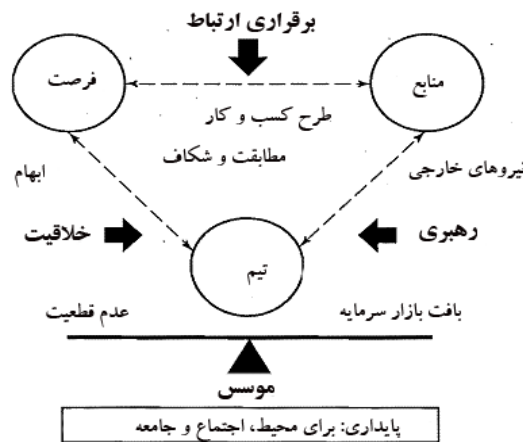 برقراری ارتباط
منابع
فرصت
طرح کسب و کار
مطابقت و شکاف
نیروهای خارجی
ابهام
رهبری
خلاقیت
تیم
بافت بازار سرمایه
عدم قطعیت
موسس
پایداری: برای محیط، اجتماع و جامعه